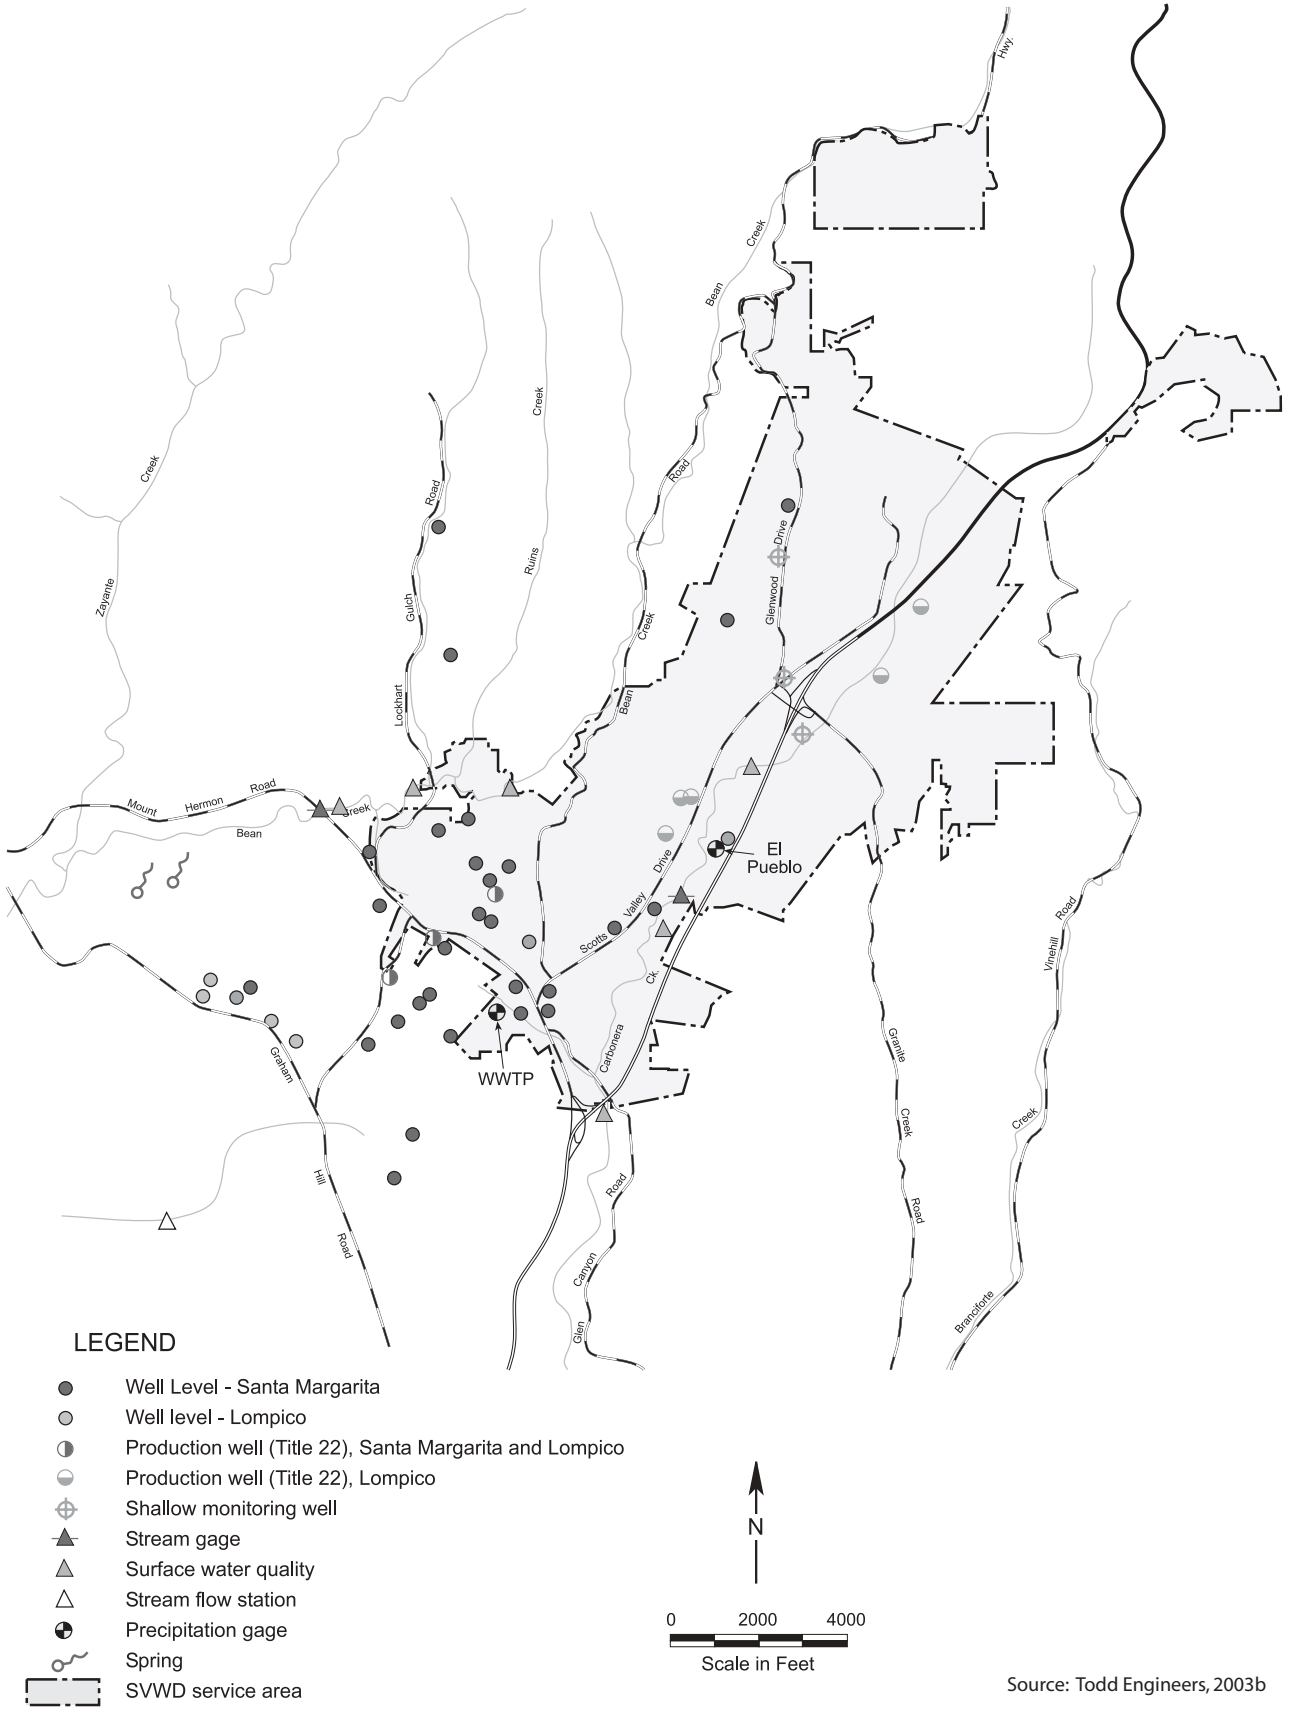 Hwy.
Creek
Bean
Creek
Road
Creek
Road
Drive
Ruins
Zayante
Gulch
Glenwood
Creek
Lockhart
Bean
Mount
Hermon
Road
Creek
Bean
El
Pueblo
Drive
Valley
Scotts
Road
Vinehill
Ck.
Carbonera
WWTP
Graham
Granite
Creek
Creek
Hill
Road
Road
Road
Canyon
Glen
Branciforte
LEGEND
Well Level - Santa Margarita
Well level - Lompico
Production well (Title 22), Santa Margarita and Lompico
Production well (Title 22), Lompico
Shallow monitoring well
Stream gage
Surface water quality
Stream flow station
Precipitation gage
Spring
SVWD service area
N
0 2000 4000
Scale in Feet
Source: Todd Engineers, 2003b